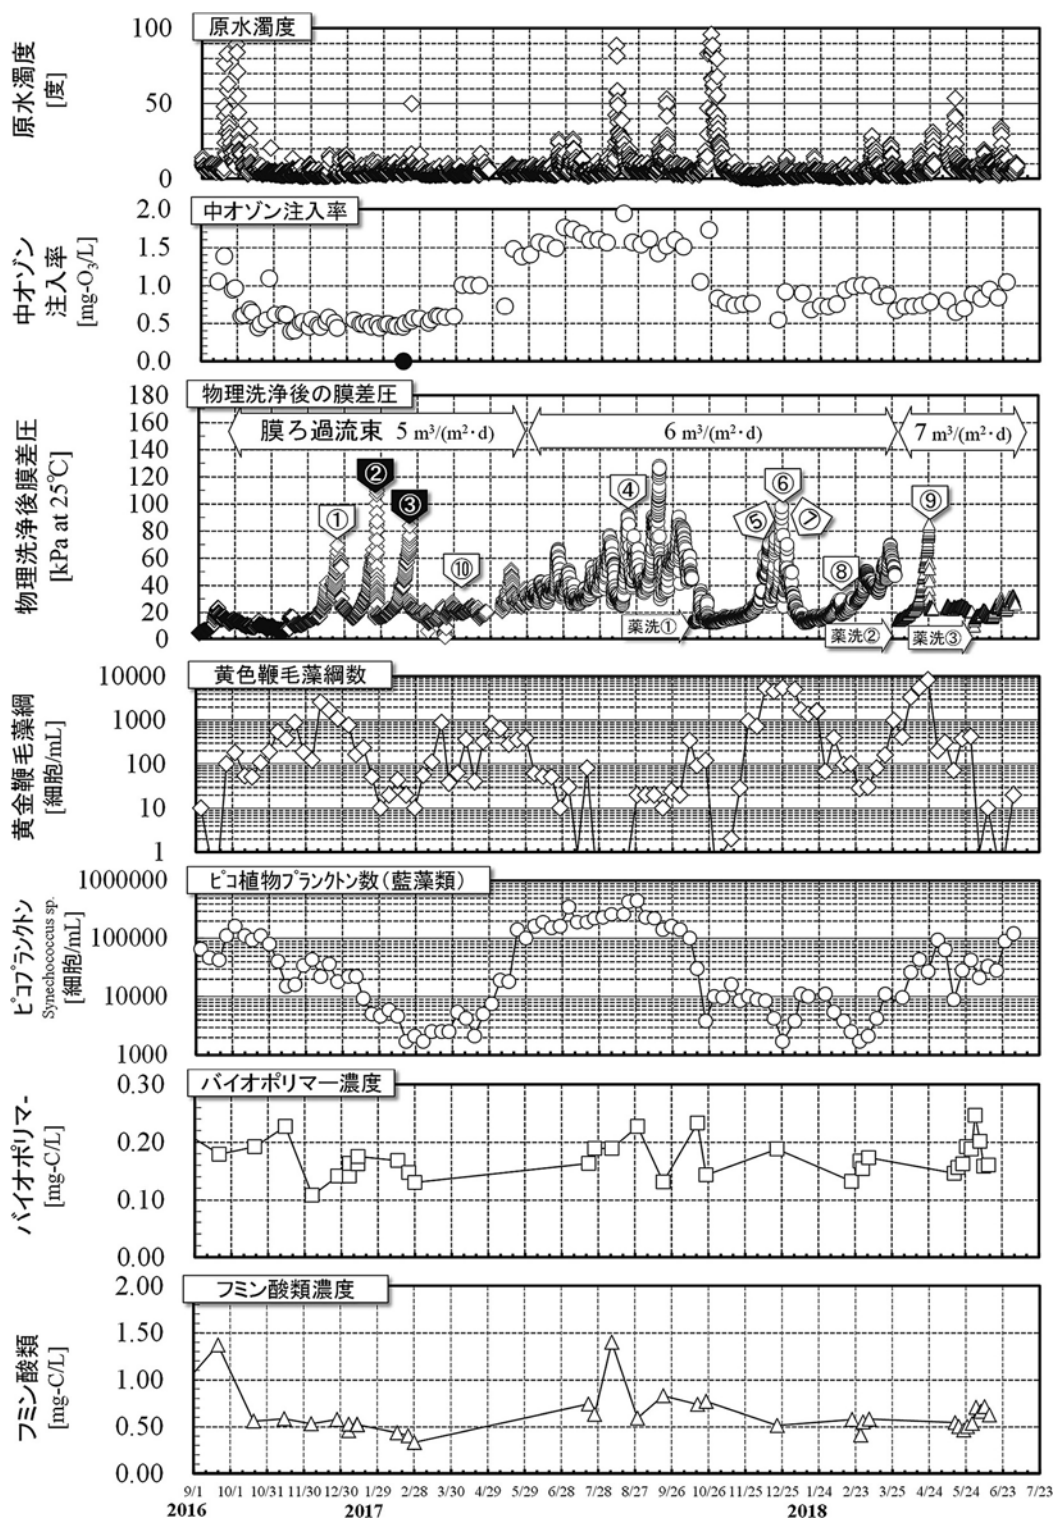 原水濁度
原水濁度
[度]
100
50
0
中オゾン注入率
中オゾン
注入率
[mg-O₃/L]
2.0
1.5
1.0
0.5
0.0
物理洗浄後の膜差圧
物理洗浄後膜差圧
[kPa at 25℃]
180
160
140
120
100
80
60
40
20
0
膜ろ過流束 5 m³/(m²·d)
6 m³/(m²·d)
7 m³/(m²·d)
①
②
③
⑩
④
⑤
⑥
⑦
⑧
⑨
薬洗①
薬洗②
薬洗③
黄色鞭毛藻綱数
黄金鞭毛藻綱
[細胞/mL]
10000
1000
100
10
1
ピコ植物プランクトン数(藍藻類)
ピコプランクトン
Synechococcus sp.
[細胞/mL]
1000000
100000
10000
1000
バイオポリマー濃度
バイオポリマー
[mg-C/L]
0.30
0.20
0.10
0.00
フミン酸類濃度
フミン酸類
[mg-C/L]
2.00
1.50
1.00
0.50
0.00
9/1 10/1 10/31 11/30 12/30 1/29 2/28 3/30 4/29 5/29 6/28 7/28 8/27 9/26 10/26 11/25 12/25 1/24 2/23 3/25 4/24 5/24 6/23 7/23
2016 2017 2018